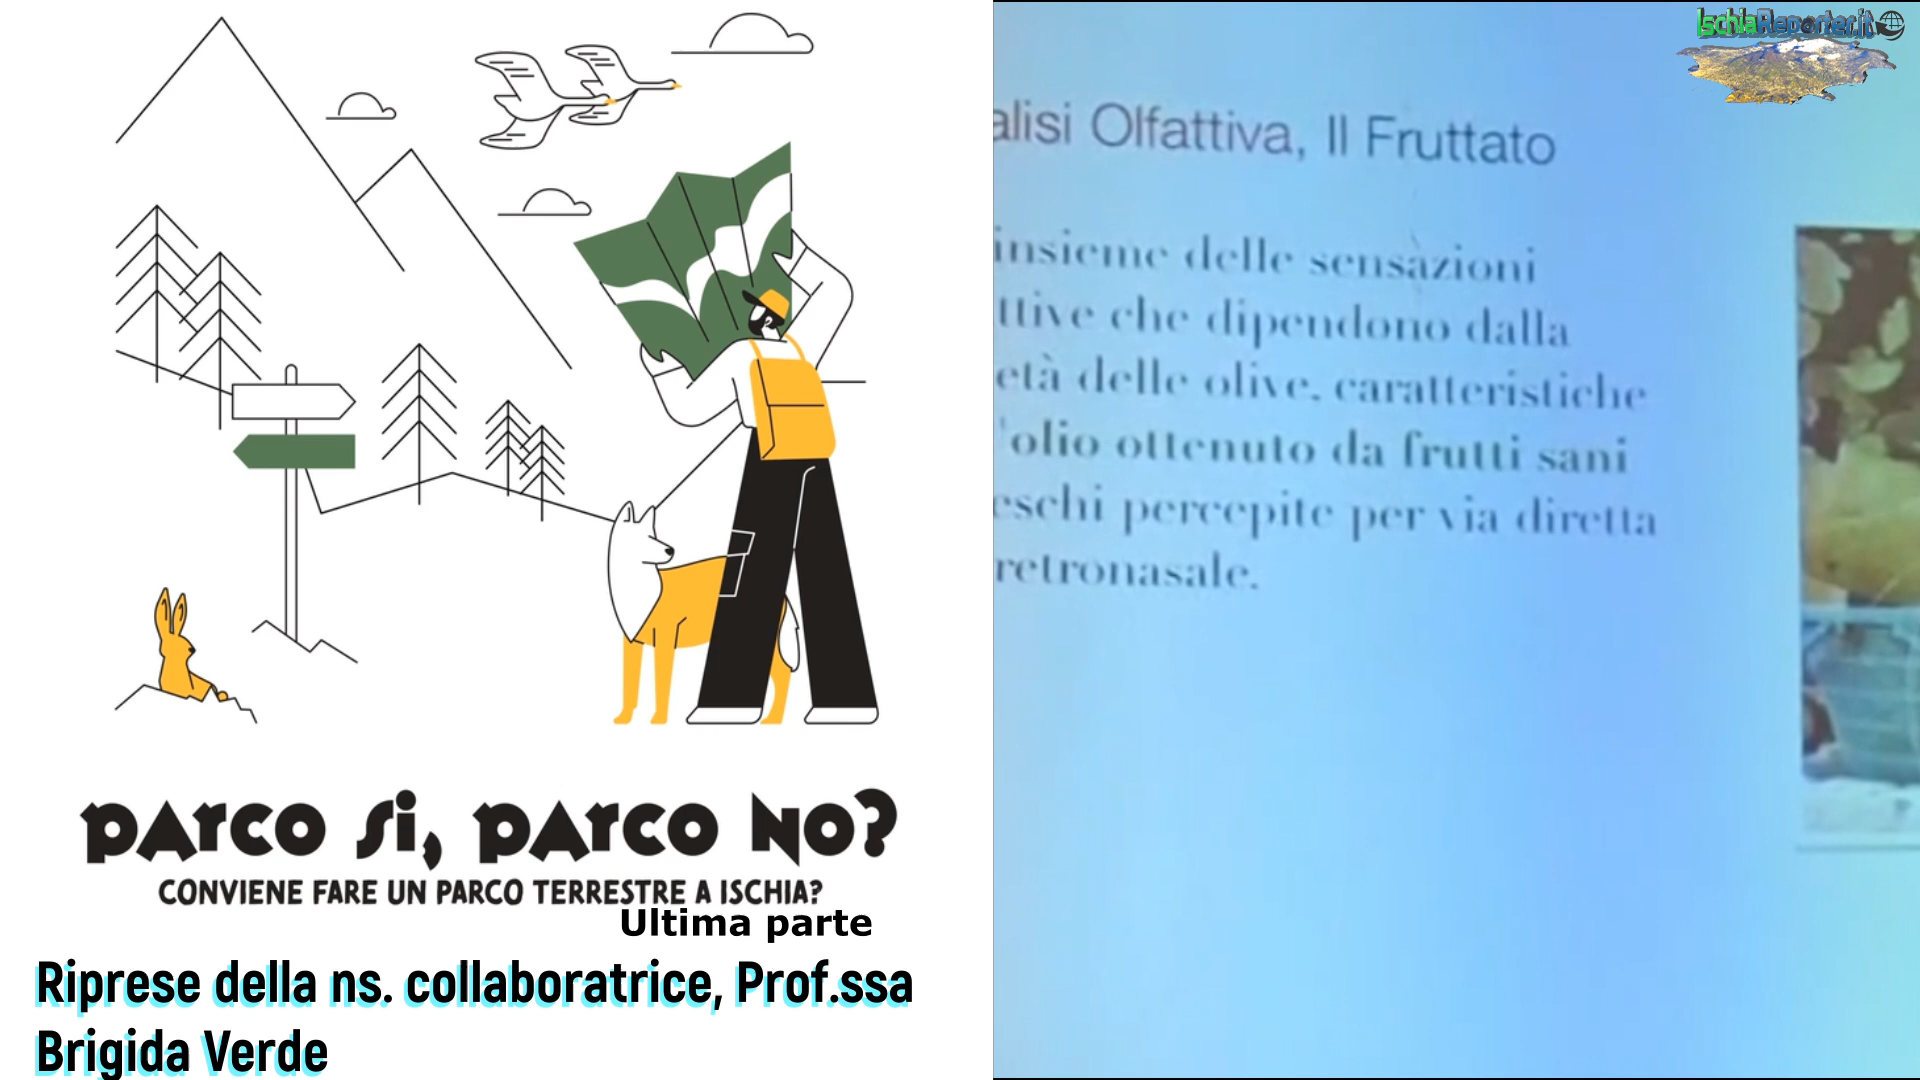 PARCO SI, PARCO NO?
CONVIENE FARE UN PARCO TERRESTRE A ISCHIA?
Ultima parte
Riprese della ns. collaboratrice, Prof.ssa
Brigida Verde
IschiaReporter.it
alisi Olfattiva, Il Fruttato
insieme delle sensazioni
ttive che dipendono dalla
età delle olive, caratteristiche
'olio ottenuto da frutti sani
eschi percepite per via diretta
retronasale.